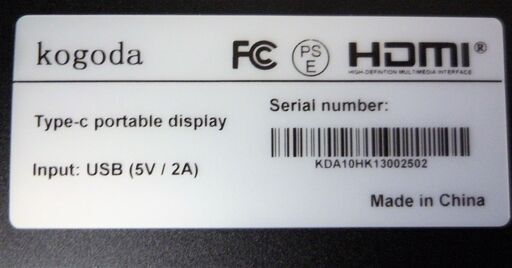 kogoda
FC
PS
E
HDMI®
HIGH-DEFINITION MULTIMEDIA INTERFACE
Type-c portable display
Serial number:
KDA10HK13002502
Input: USB (5V / 2A)
Made in China